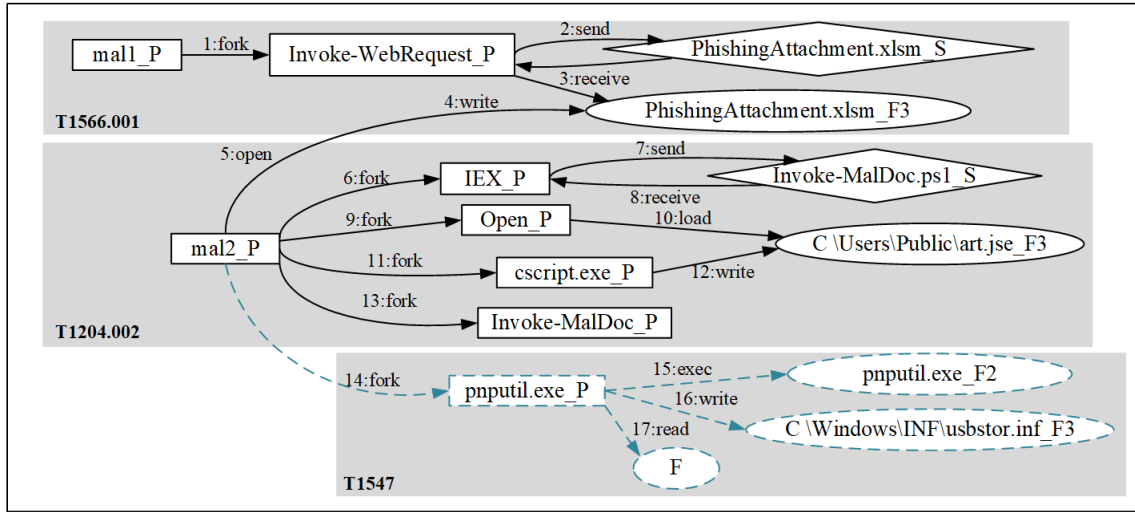 mal1_P
1:fork
Invoke-WebRequest_P
2:send
PhishingAttachment.xlsm_S
3:receive
4:write
PhishingAttachment.xlsm_F3
T1566.001
5:open
6:fork
IEX_P
7:send
Invoke-MalDoc.ps1_S
8:receive
9:fork
Open_P
10:load
mal2_P
C \Users\Public\art.jse_F3
11:fork
cscript.exe_P
12:write
13:fork
Invoke-MalDoc_P
T1204.002
14:fork
pnputil.exe_P
15:exec
pnputil.exe_F2
16:write
C \Windows\INF\usbstor.inf_F3
17:read
F
T1547